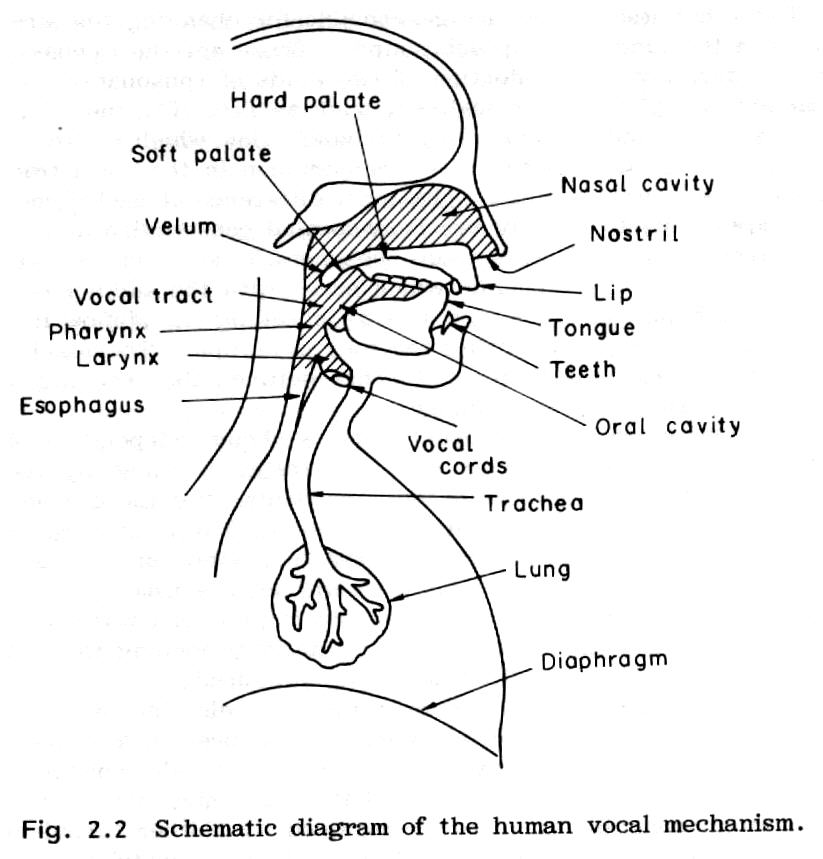 Hard palate
Soft palate
Nasal cavity
Velum
Nostril
Vocal tract
Lip
Pharynx
Tongue
Larynx
Teeth
Esophagus
Oral cavity
Vocal
cords
Trachea
Lung
Diaphragm
Fig. 2.2 Schematic diagram of the human vocal mechanism.